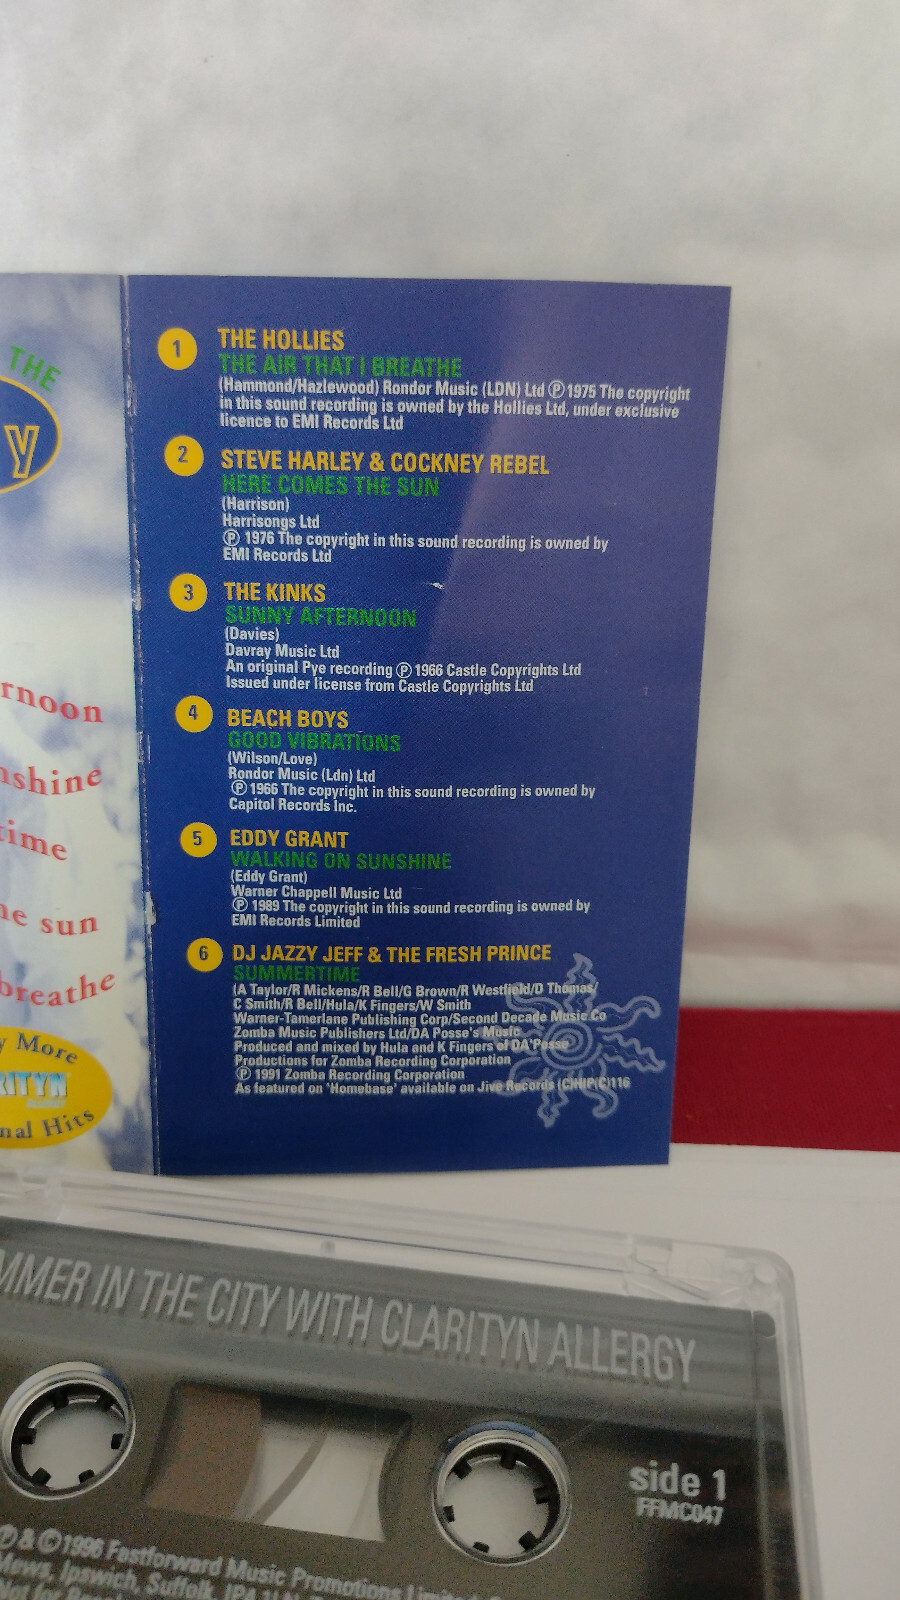 THE
y
rnoon
nshine
time
he sun
breathe
y More
RITYN
nal Hits
1
THE HOLLIES
THE AIR THAT I BREATHE
(Hammond/Hazlewood) Rondor Music (LDN) Ltd Ⓟ 1975 The copyright
in this sound recording is owned by the Hollies Ltd, under exclusive
licence to EMI Records Ltd
2
STEVE HARLEY & COCKNEY REBEL
HERE COMES THE SUN
(Harrison)
Harrisongs Ltd
Ⓟ 1976 The copyright in this sound recording is owned by
EMI Records Ltd
3
THE KINKS
SUNNY AFTERNOON
(Davies)
Davray Music Ltd
An original Pye recording Ⓟ 1966 Castle Copyrights Ltd
Issued under license from Castle Copyrights Ltd
4
BEACH BOYS
GOOD VIBRATIONS
(Wilson/Love)
Rondor Music (Ldn) Ltd
Ⓟ 1966 The copyright in this sound recording is owned by
Capitol Records Inc.
5
EDDY GRANT
WALKING ON SUNSHINE
(Eddy Grant)
Warner Chappell Music Ltd
Ⓟ 1989 The copyright in this sound recording is owned by
EMI Records Limited
6
DJ JAZZY JEFF & THE FRESH PRINCE
SUMMERTIME
(A Taylor/R Mickens/R Bell/G Brown/R Westfield/D Thomas/
C Smith/R Bell/Hula/K Fingers/W Smith
Warner-Tamerlane Publishing Corp/Second Decade Music Co
Zomba Music Publishers Ltd/DA Posse's Music
Produced and mixed by Hula and K Fingers of DA'Posse
Productions for Zomba Recording Corporation
Ⓟ 1991 Zomba Recording Corporation
As featured on 'Homebase' available on Jive Records (CHIP(C)116
MMER IN THE CITY WITH CLARITYN ALLERGY
side 1
FFMC047
Ⓟ & © 1996 Fastforward Music Promotions Limited
Mews, Ipswich, Suffolk, IPA
Not for